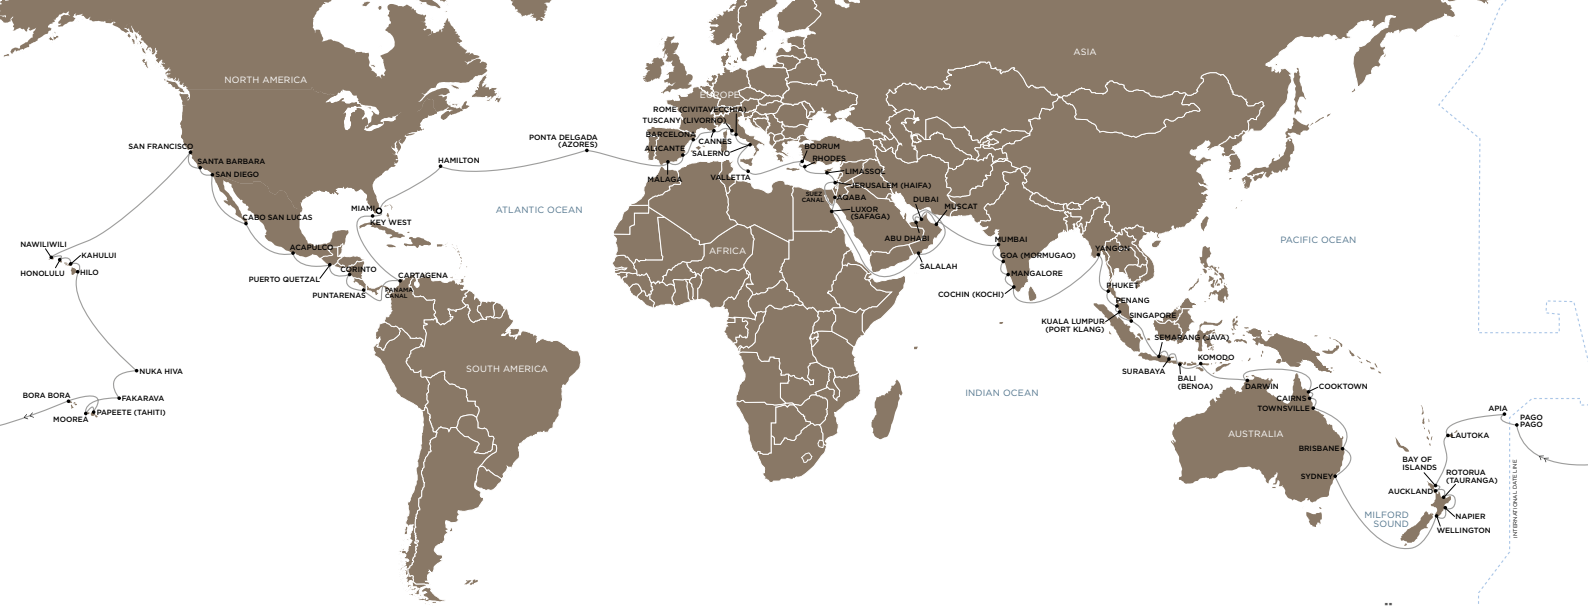 NORTH AMERICA
ASIA
EUROPE
ROME (CIVITAVECCHIA)
TUSCANY (LIVORNO)
BARCELONA
CANNES
ALICANTE
SALERNO
MÁLAGA
VALLETTA
PONTA DELGADA
(AZORES)
HAMILTON
SAN FRANCISCO
SANTA BARBARA
SAN DIEGO
CABO SAN LUCAS
ACAPULCO
PUERTO QUETZAL
CORINTO
PUNTARENAS
PANAMA
CANAL
CARTAGENA
MIAMI
KEY WEST
ATLANTIC OCEAN
NAWILIWILI
KAHULUI
HONOLULU
HILO
NUKA HIVA
BORA BORA
FAKARAVA
MOOREA
PAPEETE (TAHITI)
SOUTH AMERICA
AFRICA
BODRUM
RHODES
LIMASSOL
JERUSALEM (HAIFA)
SUEZ
CANAL
AQABA
LUXOR
(SAFAGA)
DUBAI
MUSCAT
ABU DHABI
SALALAH
MUMBAI
GOA (MORMUGAO)
MANGALORE
COCHIN (KOCHI)
YANGON
PHUKET
PENANG
KUALA LUMPUR
(PORT KLANG)
SINGAPORE
SEMARANG (JAVA)
SURABAYA
BALI
(BENOA)
KOMODO
PACIFIC OCEAN
INDIAN OCEAN
DARWIN
COOKTOWN
CAIRNS
TOWNSVILLE
AUSTRALIA
BRISBANE
SYDNEY
MILFORD
SOUND
BAY OF
ISLANDS
AUCKLAND
ROTORUA
(TAURANGA)
NAPIER
WELLINGTON
LAUTOKA
APIA
PAGO
PAGO
INTERNATIONAL DATE LINE